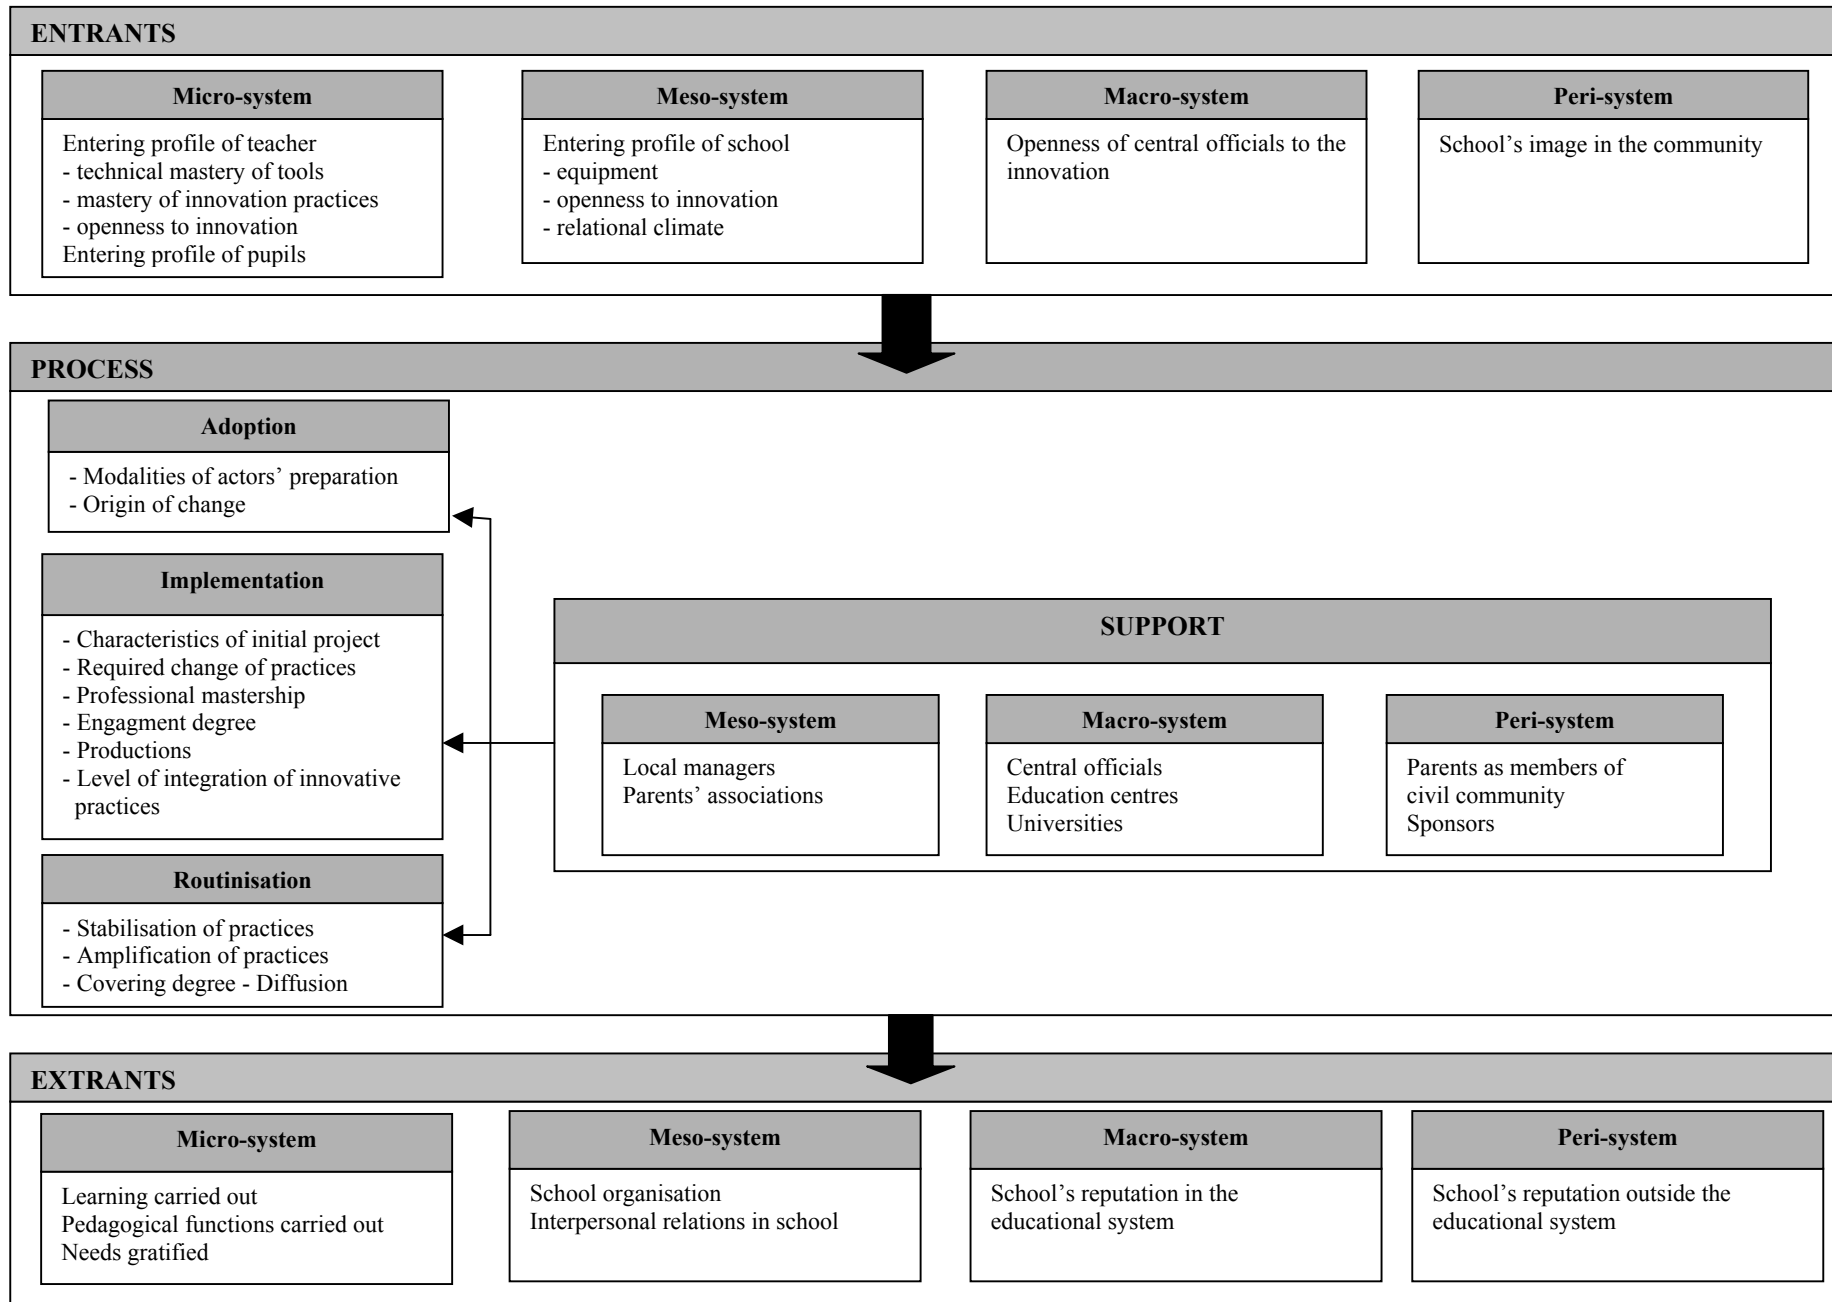 ENTRANTS
Micro-system
Entering profile of teacher
- technical mastery of tools
- mastery of innovation practices
- openness to innovation
Entering profile of pupils
Meso-system
Entering profile of school
- equipment
- openness to innovation
- relational climate
Macro-system
Openness of central officials to the
innovation
Peri-system
School’s image in the community
PROCESS
Adoption
- Modalities of actors’ preparation
- Origin of change
Implementation
- Characteristics of initial project
- Required change of practices
- Professional mastership
- Engagment degree
- Productions
- Level of integration of innovative
practices
Routinisation
- Stabilisation of practices
- Amplification of practices
- Covering degree - Diffusion
SUPPORT
Meso-system
Local managers
Parents’ associations
Macro-system
Central officials
Education centres
Universities
Peri-system
Parents as members of
civil community
Sponsors
EXTRANTS
Micro-system
Learning carried out
Pedagogical functions carried out
Needs gratified
Meso-system
School organisation
Interpersonal relations in school
Macro-system
School’s reputation in the
educational system
Peri-system
School’s reputation outside the
educational system